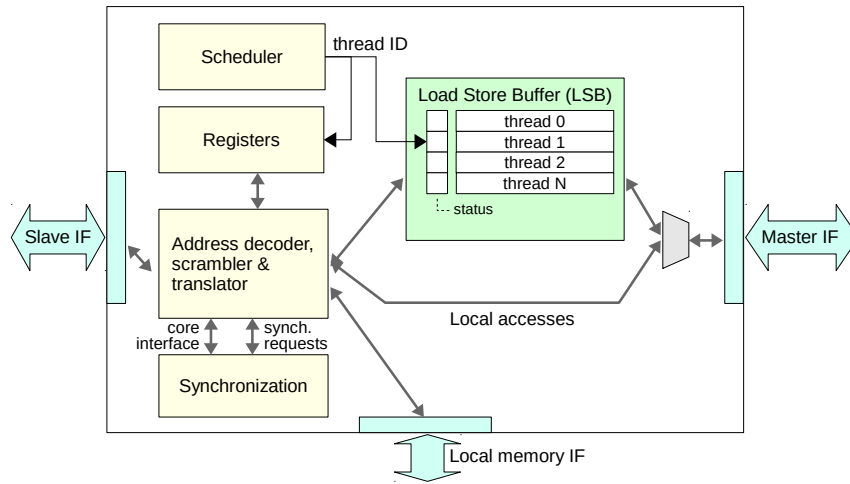 Scheduler
thread ID
Load Store Buffer (LSB)
thread 0
thread 1
thread 2
thread N
status
Registers
Slave IF
Address decoder,
scrambler &
translator
Master IF
Local accesses
core
interface
synch.
requests
Synchronization
Local memory IF